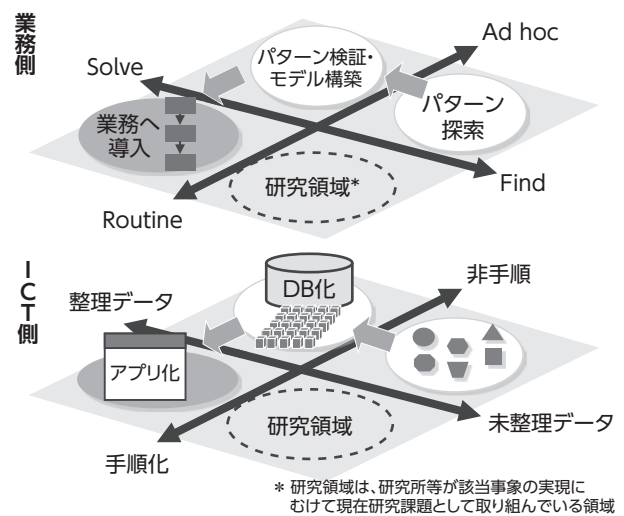 業務側
Ad hoc
Solve
パターン検証・
モデル構築
パターン
探索
業務へ
導入
研究領域*
Find
Routine
ICT側
非手順
整理データ
DB化
アプリ化
研究領域
未整理データ
手順化
* 研究領域は、研究所等が該当事象の実現に
むけて現在研究課題として取り組んでいる領域